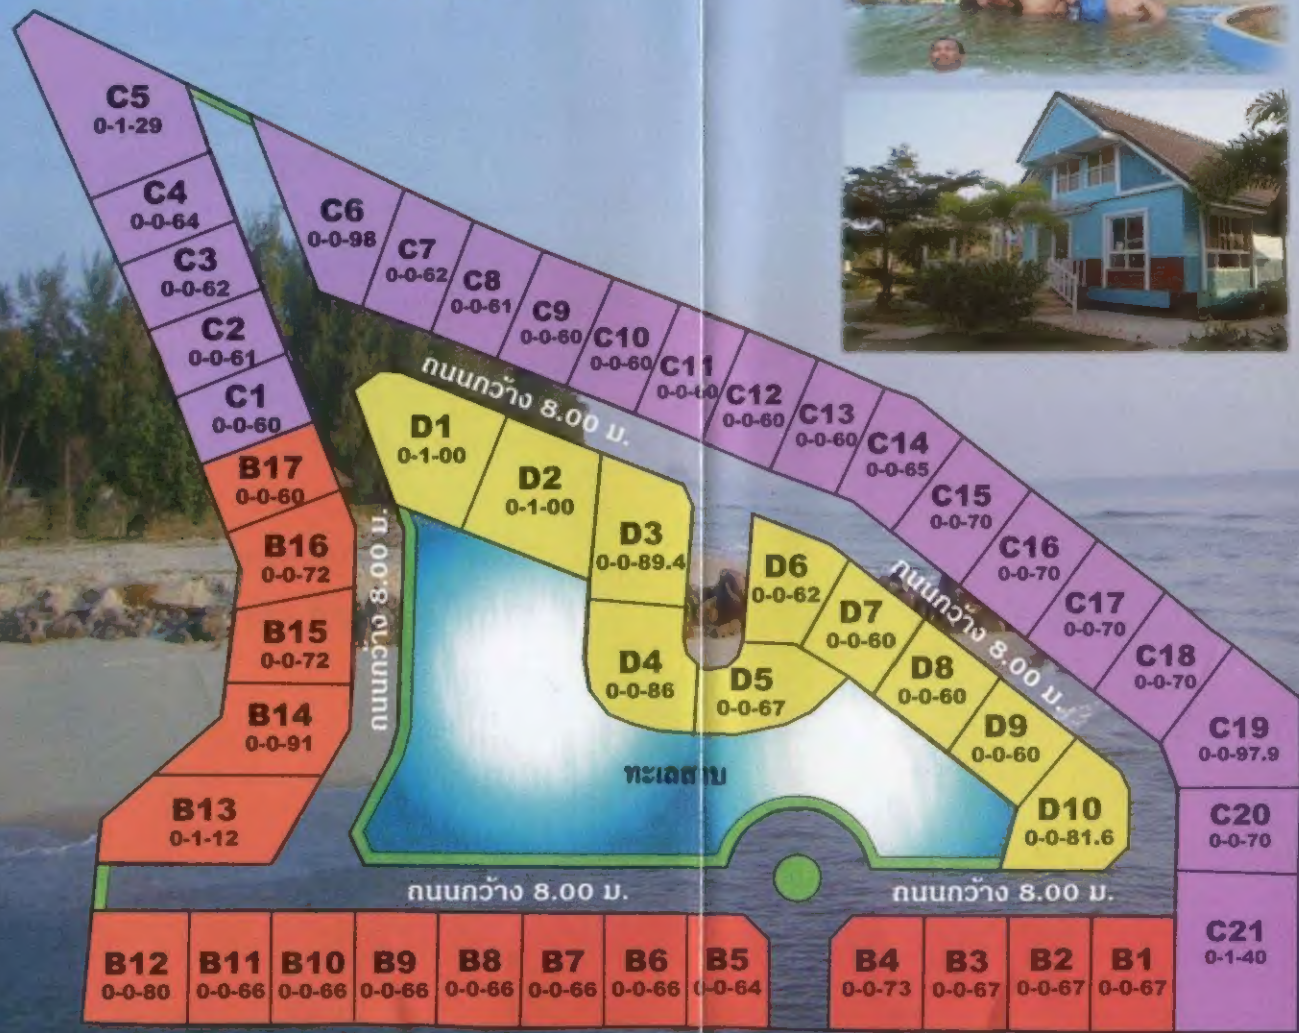 C5
0-1-29
C4
0-0-64
C3
0-0-62
C2
0-0-61
C1
0-0-60
B17
0-0-60
B16
0-0-72
B15
0-0-72
B14
0-0-91
B13
0-1-12
C6
0-0-98
C7
0-0-62
C8
0-0-61
C9
0-0-60
C10
0-0-60
C11
0-0-60
C12
0-0-60
C13
0-0-60
C14
0-0-65
C15
0-0-70
C16
0-0-70
C17
0-0-70
C18
0-0-70
C19
0-0-97.9
C20
0-0-70
C21
0-1-40
ถนนกว้าง 8.00 ม.
D1
0-1-00
D2
0-1-00
D3
0-0-89.4
D4
0-0-86
D5
0-0-67
D6
0-0-62
D7
0-0-60
D8
0-0-60
D9
0-0-60
D10
0-0-81.6
ถนนกว้าง 8.00 ม.
ถนนกว้าง 8.00 ม.
ทะเลสาบ
ถนนกว้าง 8.00 ม.
ถนนกว้าง 8.00 ม.
B12
0-0-80
B11
0-0-66
B10
0-0-66
B9
0-0-66
B8
0-0-66
B7
0-0-66
B6
0-0-66
B5
0-0-64
B4
0-0-73
B3
0-0-67
B2
0-0-67
B1
0-0-67